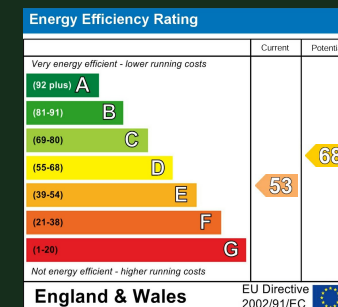 Energy Efficiency Rating
Current
Very energy efficient - lower running costs
(92 plus) A
(81-91) B
(69-80) C
(55-68) D
(39-54) E
(21-38) F
(1-20) G
53
68
Not energy efficient - higher running costs
England & Wales
EU Directive
2002/91/EC